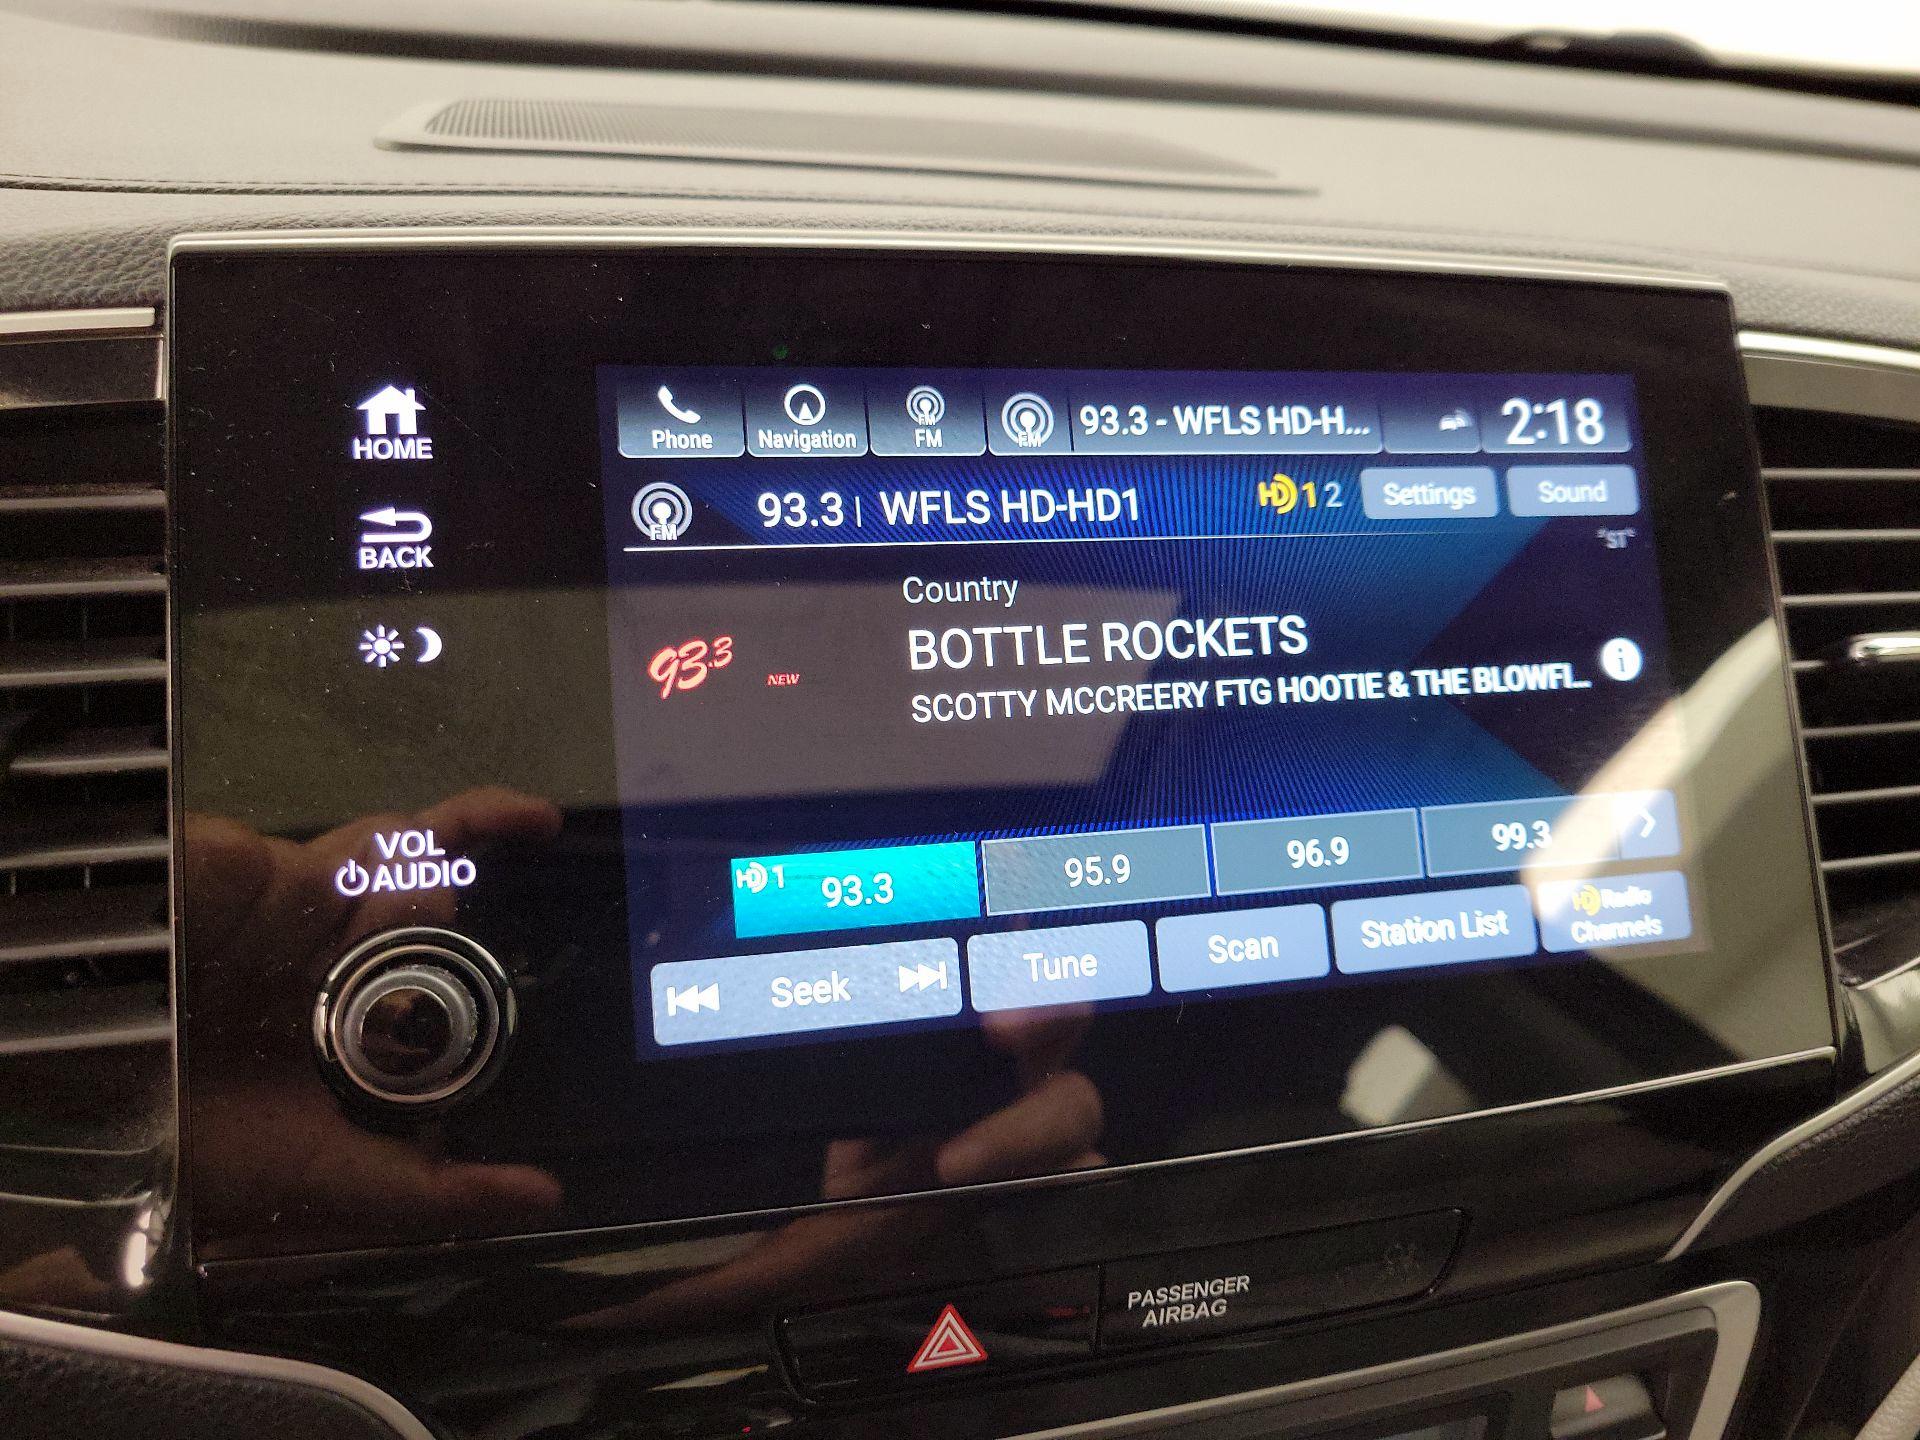 HOME
BACK
VOL
AUDIO
Phone
Navigation
FM
FM
FM
93.3 - WFLS HD-H...
2:18
FM
93.3 | WFLS HD-HD1
HD 1 2
Settings
Sound
"ST"
Country
93.3
NEW
BOTTLE ROCKETS
SCOTTY MCCREERY FTG HOOTIE & THE BLOWFI...
i
HD 1 93.3
95.9
96.9
99.3
Seek
Tune
Scan
Station List
HD Radio
Channels
PASSENGER
AIRBAG